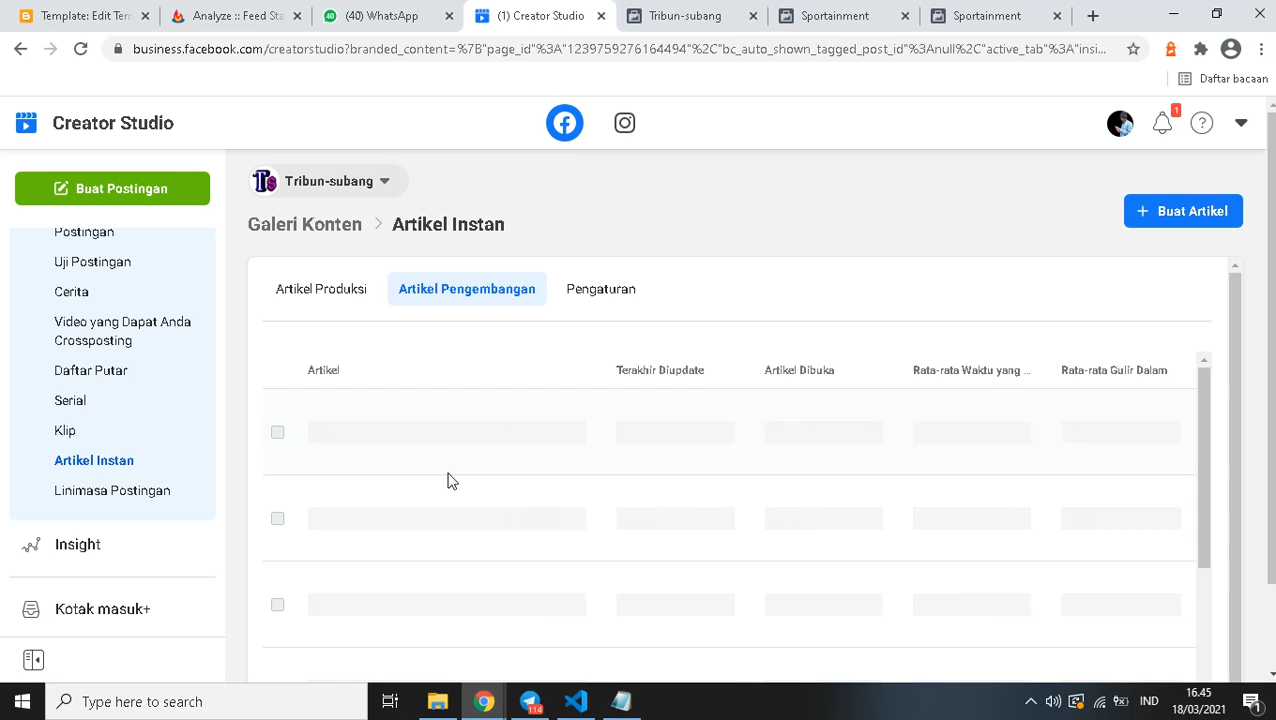 Template: Edit Tem
Analyze :: Feed Sta
(40) WhatsApp
(1) Creator Studio
Tribun-subang
Sportainment
Sportainment
business.facebook.com/creatorstudio?branded_content=%7B"page_id"%3A"1239759276164494"%2C"bc_auto_shown_tagged_post_id"%3Anull%2C"active_tab"%3A"insi...
Daftar bacaan
Creator Studio
1
Buat Postingan
Tribun-subang
Galeri Konten > Artikel Instan
+ Buat Artikel
Postingan
Uji Postingan
Cerita
Video yang Dapat Anda
Crossposting
Daftar Putar
Serial
Klip
Artikel Instan
Linimasa Postingan
Insight
Kotak masuk+
Artikel Produksi
Artikel Pengembangan
Pengaturan
Artikel
Terakhir Diupdate
Artikel Dibuka
Rata-rata Waktu yang ...
Rata-rata Gulir Dalam
Type here to search
114
IND
16.45
18/03/2021
1